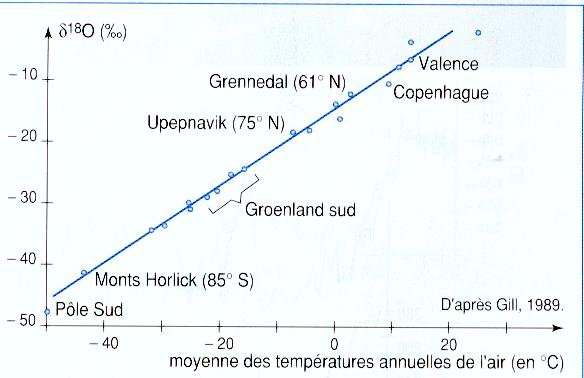 δ¹⁸O (‰)
Valence
– 10
Grennedal (61° N)
Copenhague
Upepnavik (75° N)
– 20
– 30
Groenland sud
– 40
Monts Horlick (85° S)
D'après Gill, 1989.
Pôle Sud
– 50
– 40 – 20 0 20
moyenne des températures annuelles de l'air (en °C)